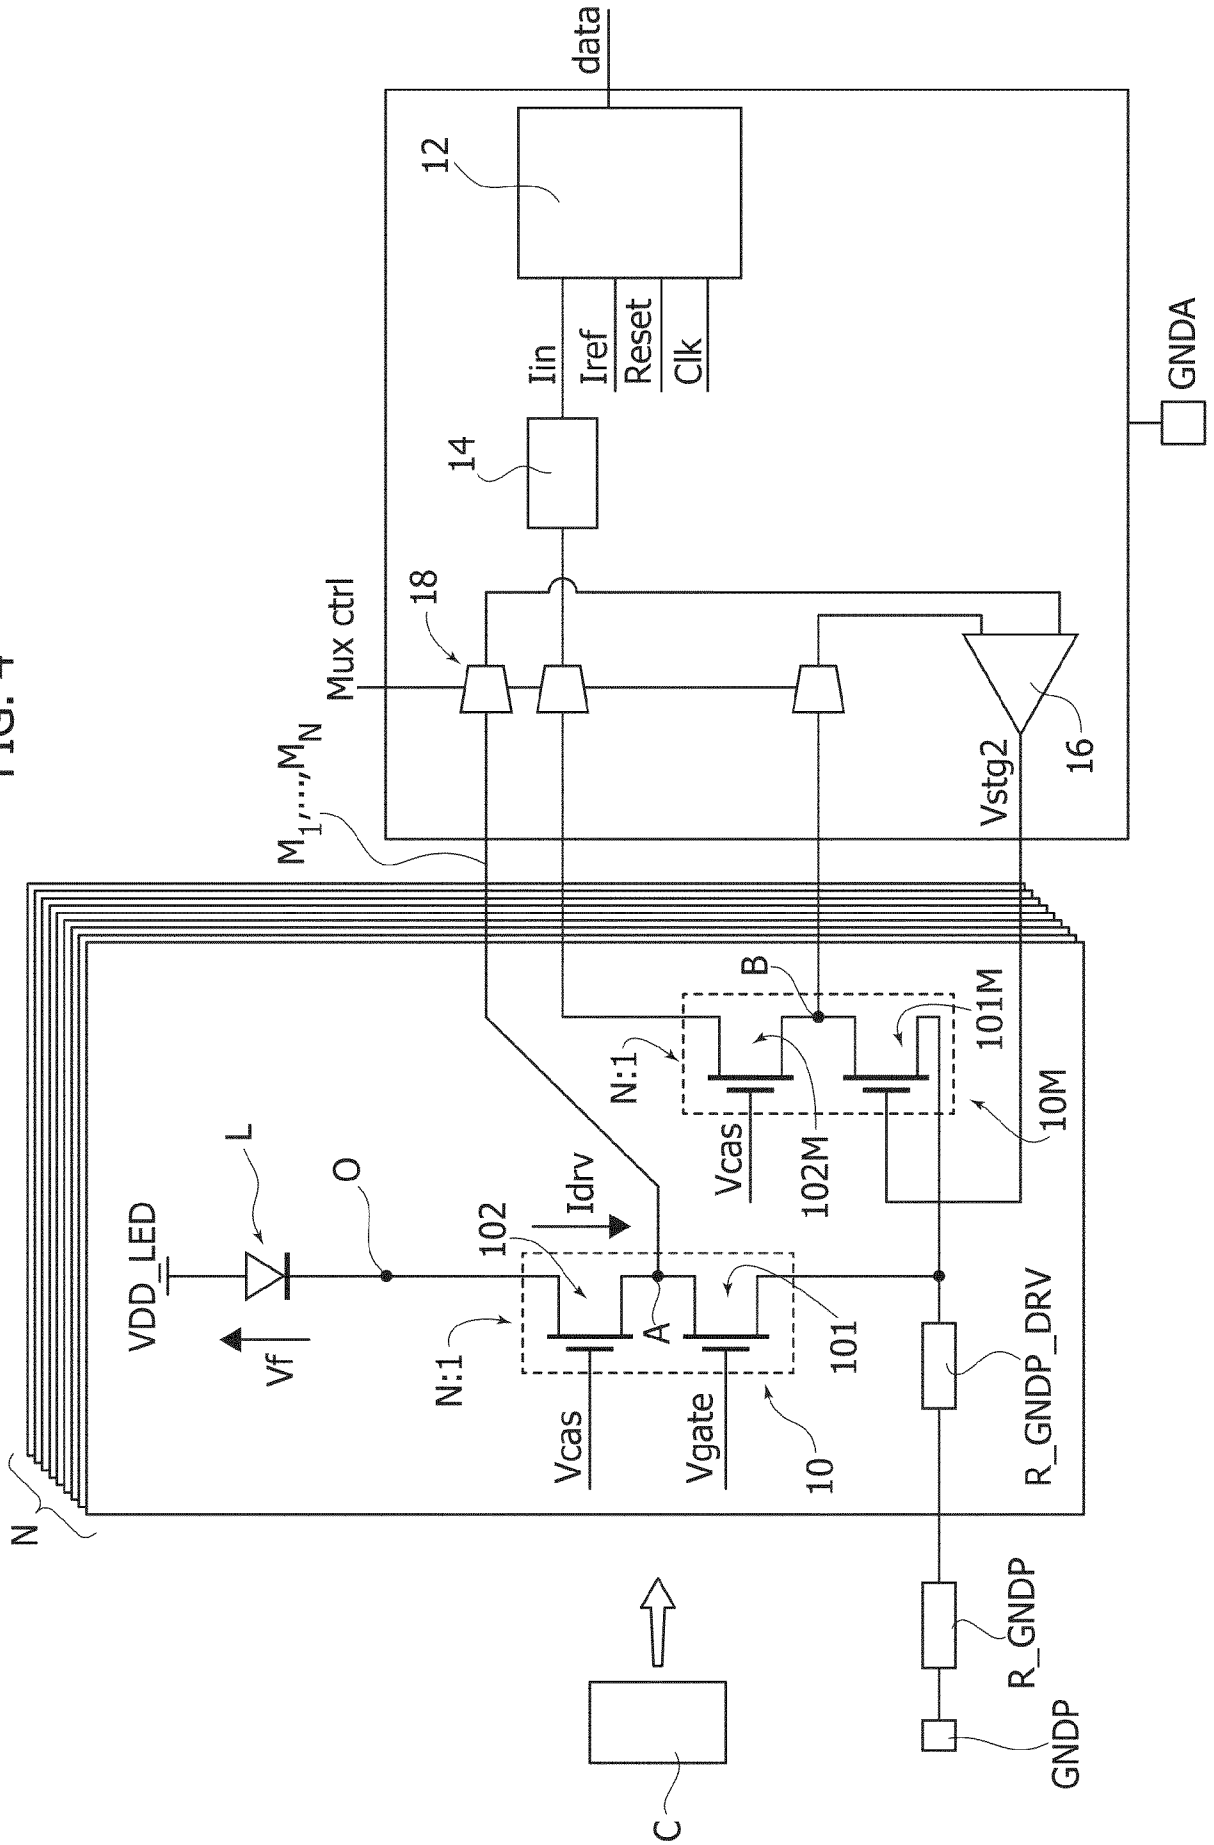 FIG. 4
N
VDD_LED
L
Vf
O
N:1
102
Idrv
Vcas
A
Vgate
101
10
N:1
B
Vcas
102M
101M
10M
R_GNDP_DRV
R_GNDP
GNDP
C
M1,...,MN
Mux ctrl
18
14
Iin
Iref
Reset
Clk
12
data
Vstg2
16
GNDA